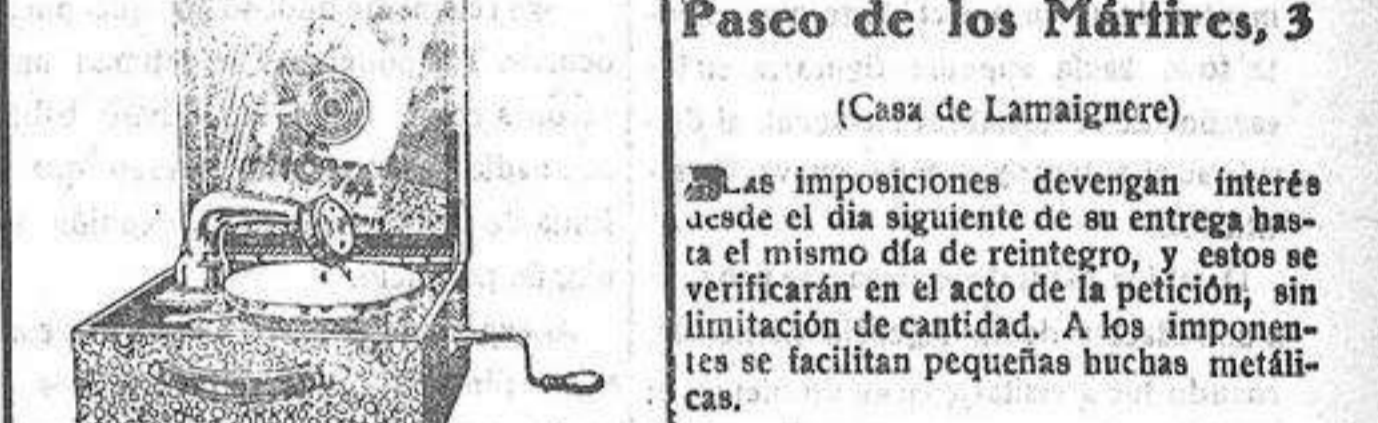 Paseo de los Mártires, 3
(Casa de Lamaignere)
Las imposiciones devengan interés
desde el dia siguiente de su entrega has-
ta el mismo día de reintegro, y estos se
verificarán en el acto de la petición, sin
limitación de cantidad. A los imponen-
tes se facilitan pequeñas huchas metáli-
cas.